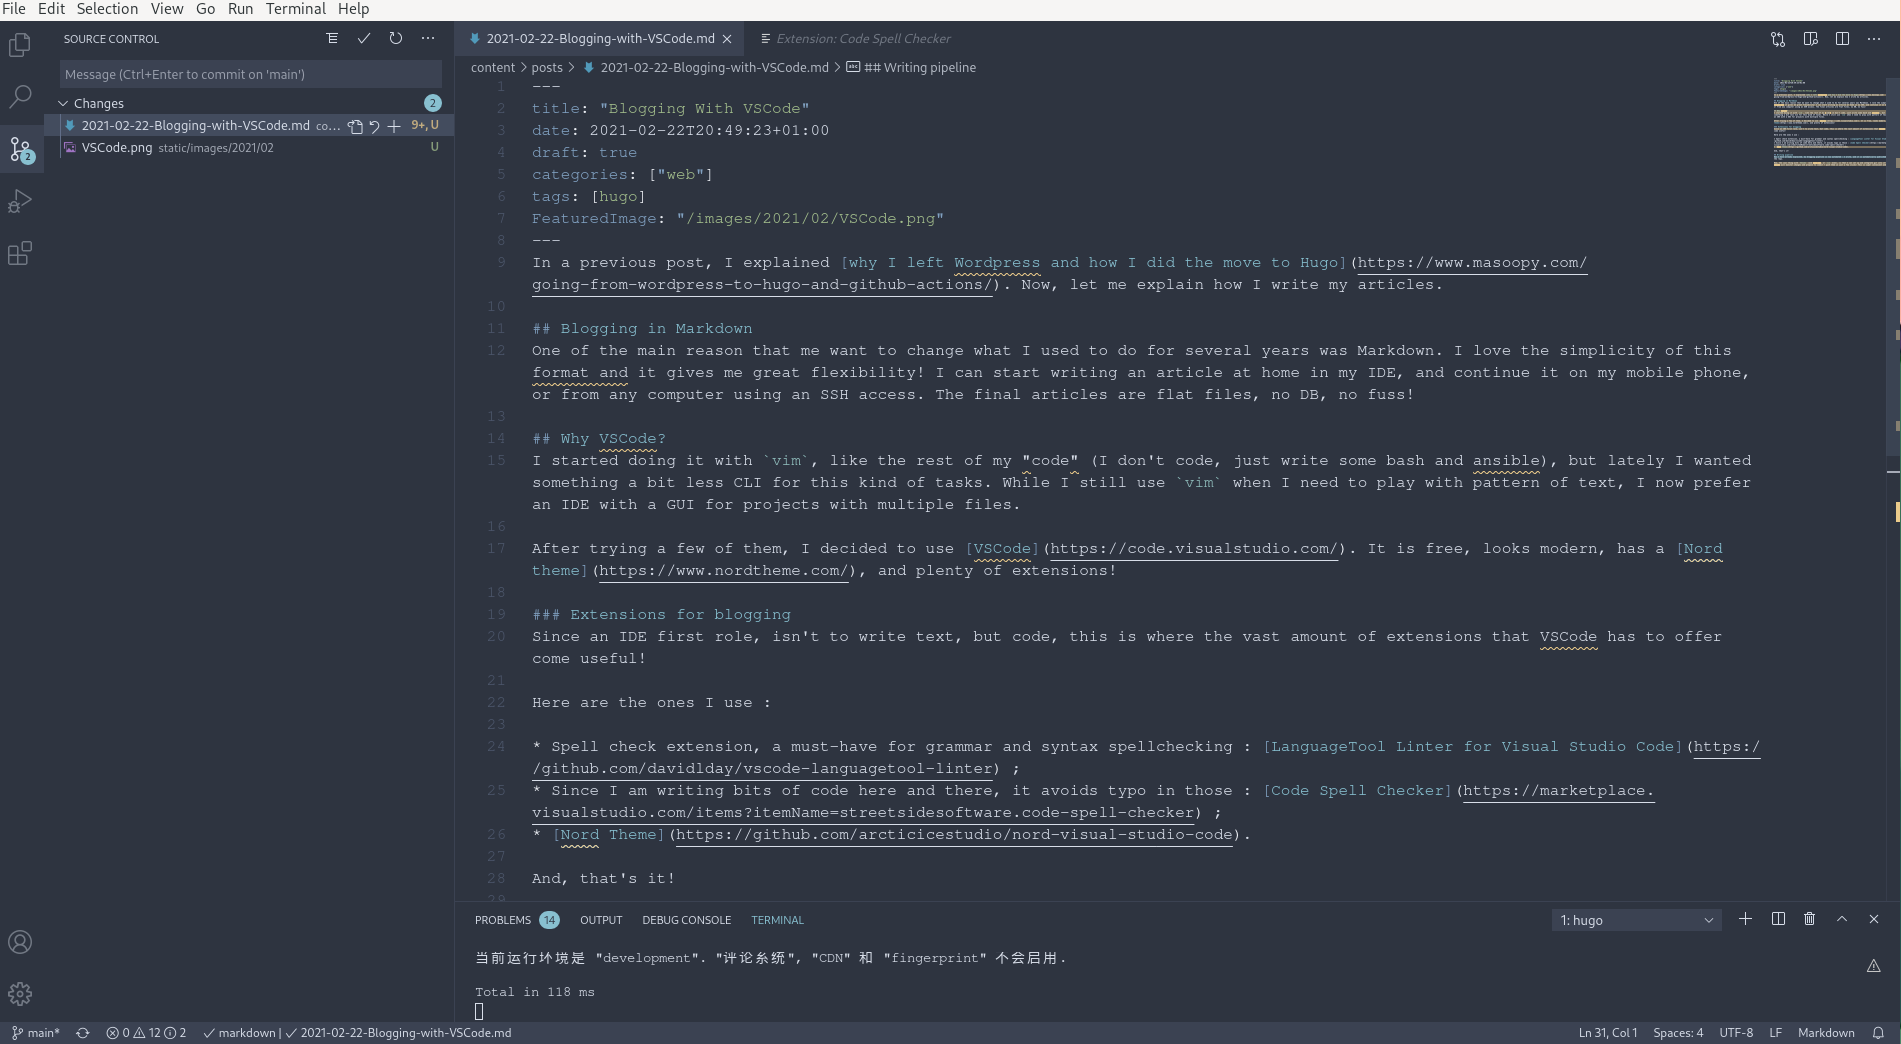 File Edit Selection View Go Run Terminal Help
SOURCE CONTROL
Message (Ctrl+Enter to commit on 'main')
Changes 2
2021-02-22-Blogging-with-VSCode.md co... 9+, U
VSCode.png static/images/2021/02 U
2
2021-02-22-Blogging-with-VSCode.md
Extension: Code Spell Checker
content > posts > 2021-02-22-Blogging-with-VSCode.md > ## Writing pipeline
1 ---
2 title: "Blogging With VSCode"
3 date: 2021-02-22T20:49:23+01:00
4 draft: true
5 categories: ["web"]
6 tags: [hugo]
7 FeaturedImage: "/images/2021/02/VSCode.png"
8 ---
9 In a previous post, I explained [why I left Wordpress and how I did the move to Hugo](https://www.masoopy.com/
going-from-wordpress-to-hugo-and-github-actions/). Now, let me explain how I write my articles.
10
11 ## Blogging in Markdown
12 One of the main reason that me want to change what I used to do for several years was Markdown. I love the simplicity of this
format and it gives me great flexibility! I can start writing an article at home in my IDE, and continue it on my mobile phone,
or from any computer using an SSH access. The final articles are flat files, no DB, no fuss!
13
14 ## Why VSCode?
15 I started doing it with `vim`, like the rest of my "code" (I don't code, just write some bash and ansible), but lately I wanted
something a bit less CLI for this kind of tasks. While I still use `vim` when I need to play with pattern of text, I now prefer
an IDE with a GUI for projects with multiple files.
16
17 After trying a few of them, I decided to use [VSCode](https://code.visualstudio.com/). It is free, looks modern, has a [Nord
theme](https://www.nordtheme.com/), and plenty of extensions!
18
19 ### Extensions for blogging
20 Since an IDE first role, isn't to write text, but code, this is where the vast amount of extensions that VSCode has to offer
come useful!
21
22 Here are the ones I use :
23
24 * Spell check extension, a must-have for grammar and syntax spellchecking : [LanguageTool Linter for Visual Studio Code](https:/
/github.com/davidlday/vscode-languagetool-linter) ;
25 * Since I am writing bits of code here and there, it avoids typo in those : [Code Spell Checker](https://marketplace.
visualstudio.com/items?itemName=streetsidesoftware.code-spell-checker) ;
26 * [Nord Theme](https://github.com/arcticicestudio/nord-visual-studio-code).
27
28 And, that's it!
29
PROBLEMS 14 OUTPUT DEBUG CONSOLE TERMINAL 1: hugo
当前运行环境是 "development". "评论系统", "CDN" 和 "fingerprint" 不会启用.
Total in 118 ms
main* 0 12 2 markdown | 2021-02-22-Blogging-with-VSCode.md Ln 31, Col 1 Spaces: 4 UTF-8 LF Markdown